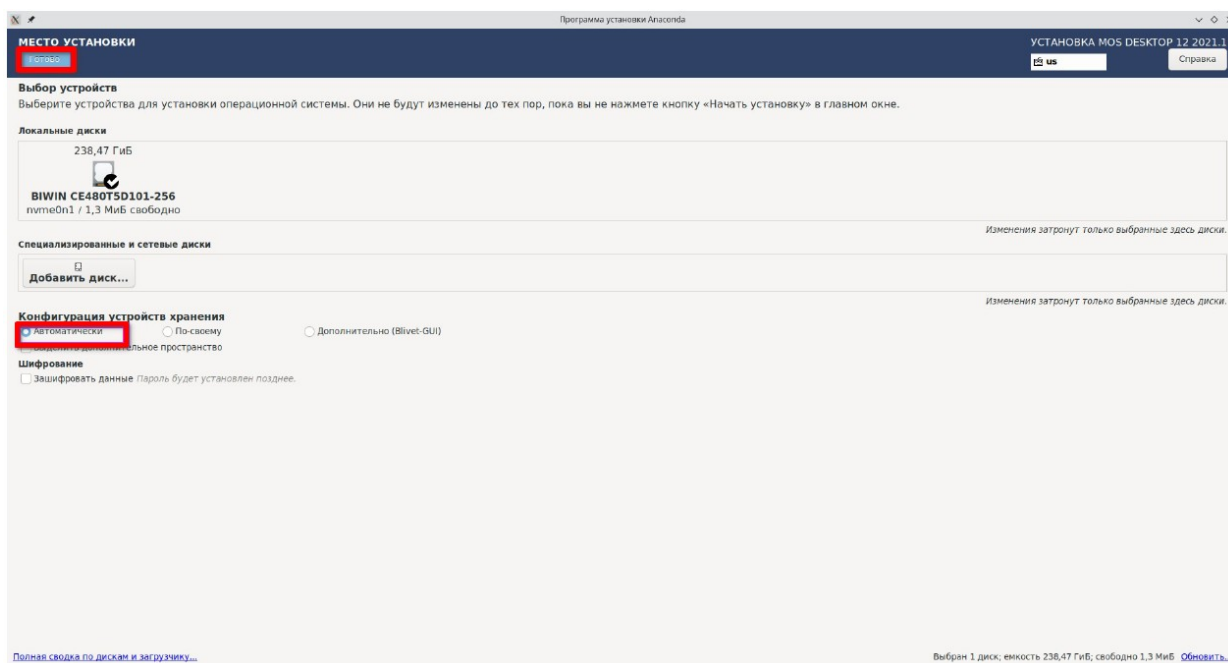 Программа установки Anaconda
МЕСТО УСТАНОВКИ
УСТАНОВКА MOS DESKTOP 12 2021.1
Готово
us
Справка
Выбор устройств
Выберите устройства для установки операционной системы. Они не будут изменены до тех пор, пока вы не нажмете кнопку «Начать установку» в главном окне.
Локальные диски
238,47 ГиБ
BIWIN CE480T5D101-256
nvme0n1 / 1,3 МиБ свободно
Изменения затронут только выбранные здесь диски.
Специализированные и сетевые диски
Добавить диск...
Изменения затронут только выбранные здесь диски.
Конфигурация устройств хранения
Автоматически По-своему Дополнительно (Blivet-GUI)
Выделить дополнительное пространство
Шифрование
Зашифровать данные Пароль будет установлен позднее.
Полная сводка по дискам и загрузчику...
Выбран 1 диск; емкость 238,47 ГиБ; свободно 1,3 МиБ Обновить.